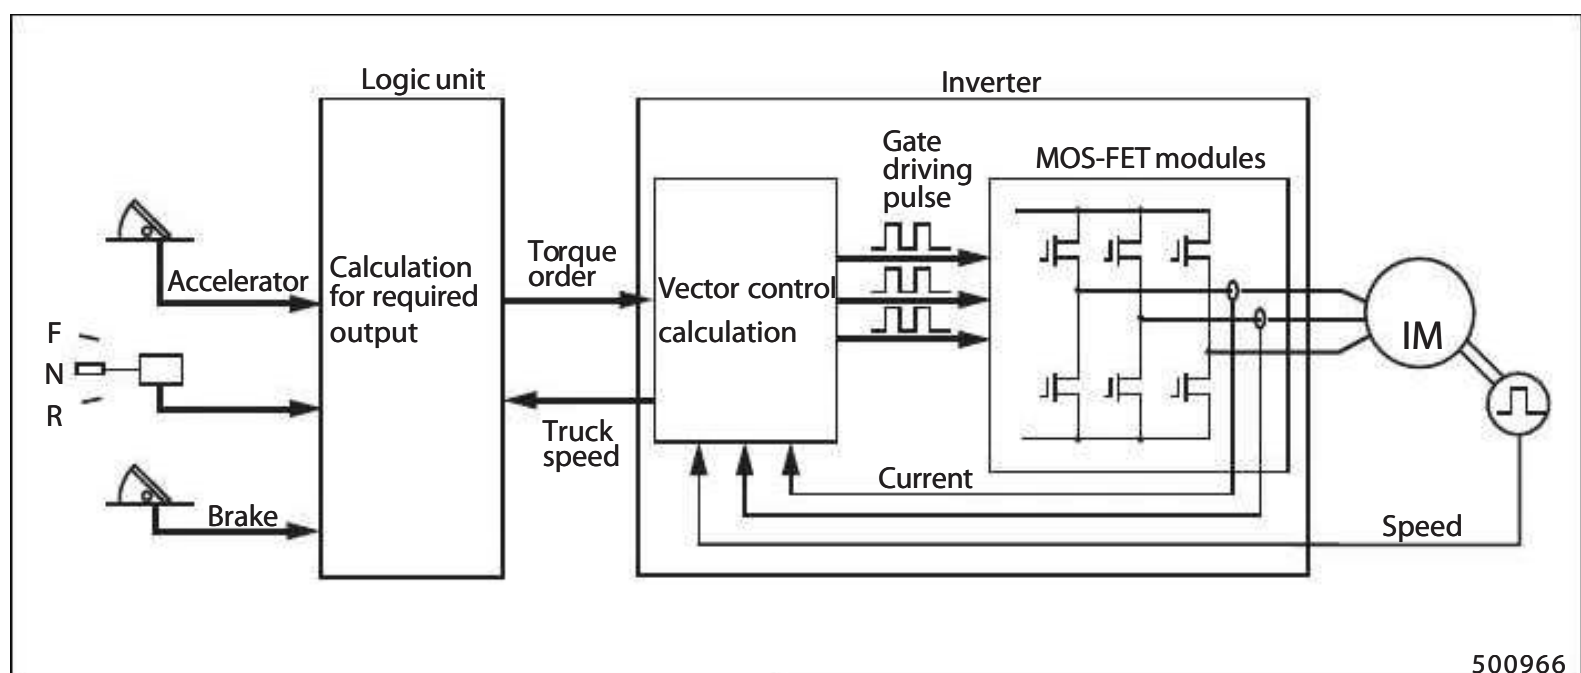 Logic unit
Inverter
Gate
driving
pulse
MOS-FET modules
Accelerator
Calculation
for required
output
Torque
order
Vector control
calculation
IM
F
N
R
Truck
speed
Current
Brake
Speed
500966